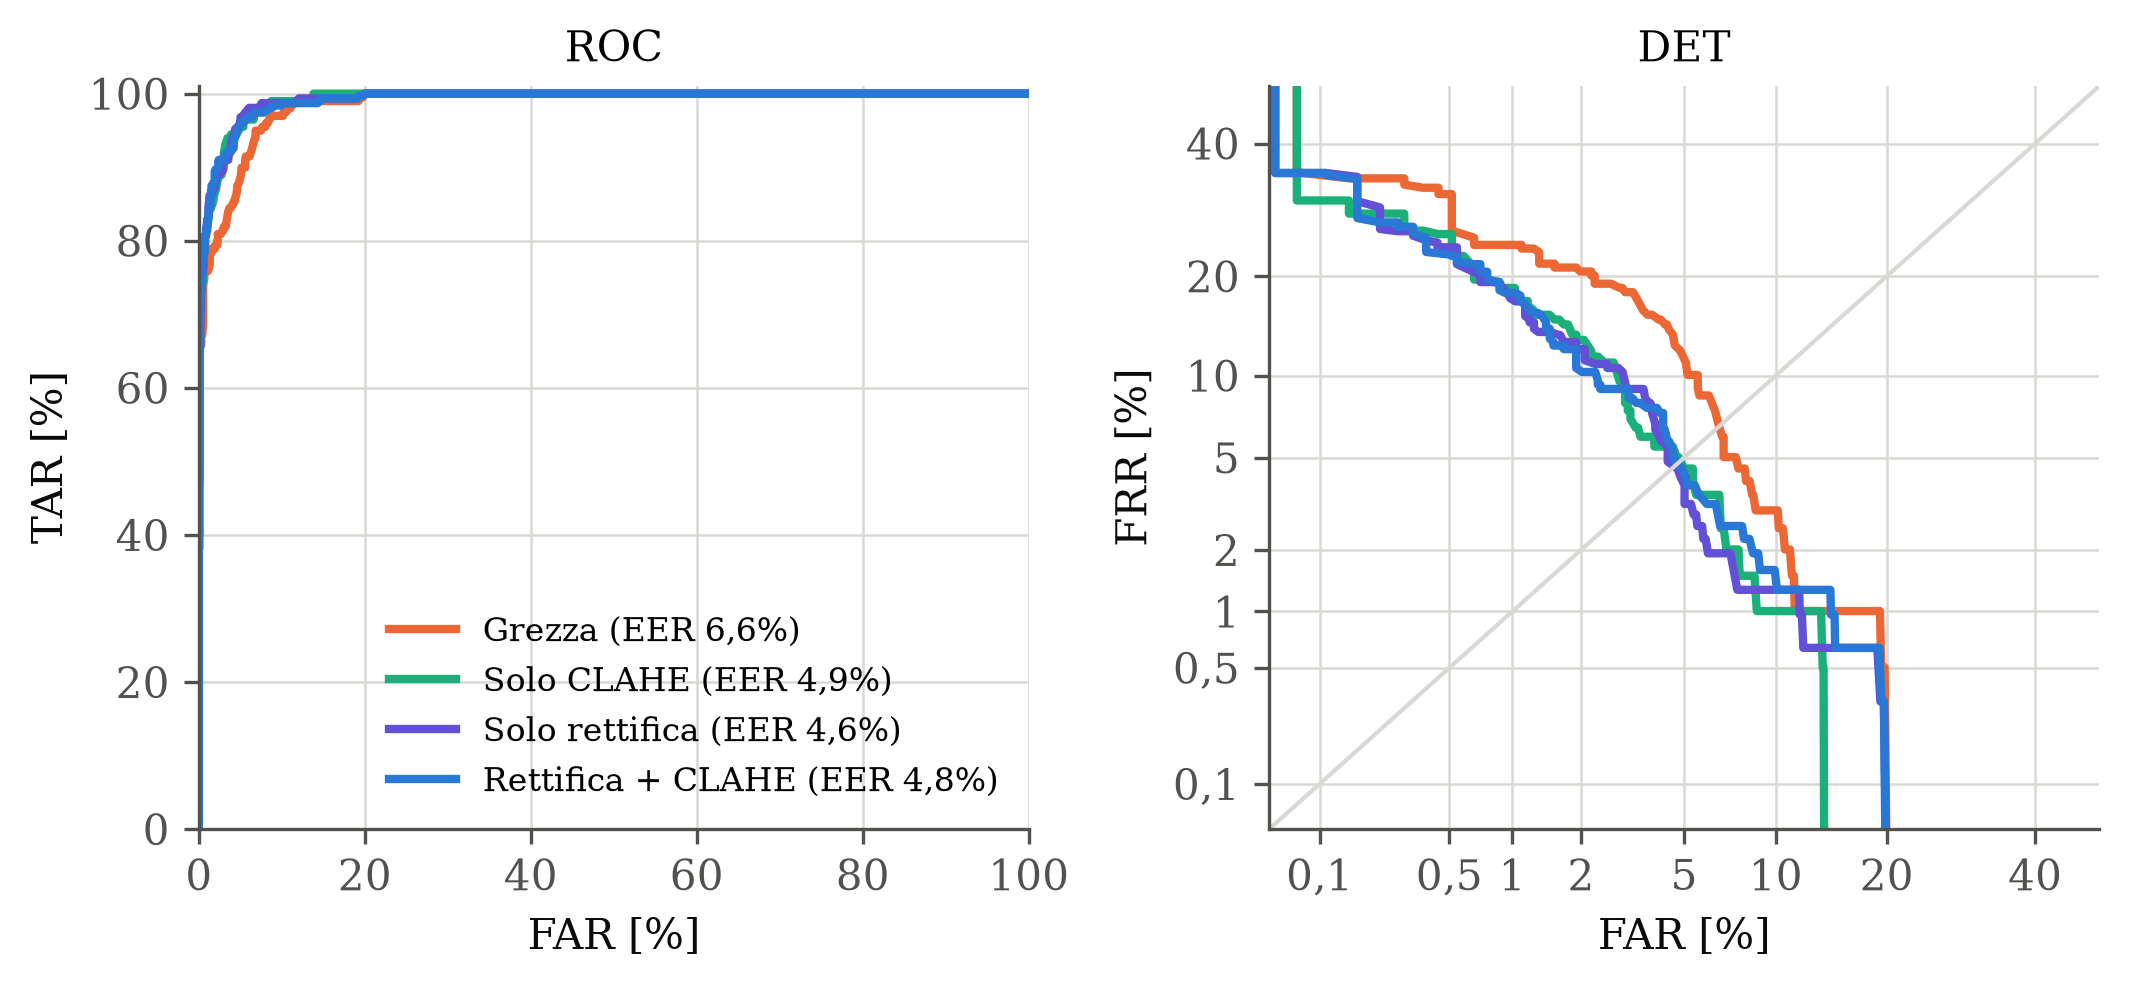 ROC
TAR [%]
100
80
60
40
20
0
0 20 40 60 80 100
FAR [%]
Grezza (EER 6,6%)
Solo CLAHE (EER 4,9%)
Solo rettifica (EER 4,6%)
Rettifica + CLAHE (EER 4,8%)
DET
FRR [%]
40
20
10
5
2
1
0,5
0,1
0,1 0,5 1 2 5 10 20 40
FAR [%]